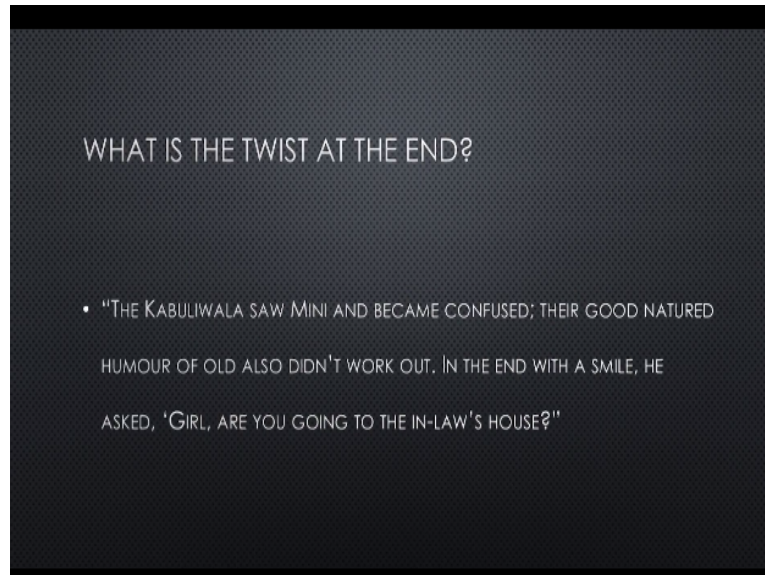 WHAT IS THE TWIST AT THE END?
• "THE KABULIWALA SAW MINI AND BECAME CONFUSED; THEIR GOOD NATURED
HUMOUR OF OLD ALSO DIDN'T WORK OUT. IN THE END WITH A SMILE, HE
ASKED, 'GIRL, ARE YOU GOING TO THE IN-LAW'S HOUSE?"